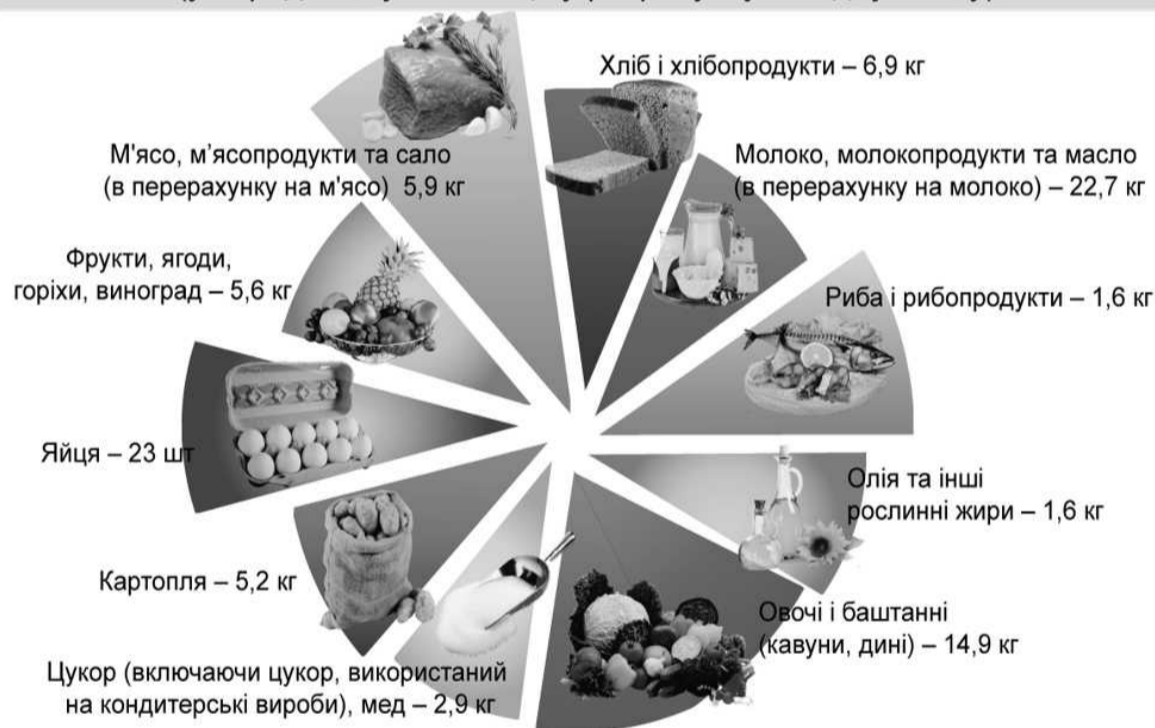 Хліб і хлібопродукти – 6,9 кг
М'ясо, м’ясопродукти та сало
(в перерахунку на м'ясо) 5,9 кг
Молоко, молокопродукти та масло
(в перерахунку на молоко) – 22,7 кг
Фрукти, ягоди,
горіхи, виноград – 5,6 кг
Риба і рибопродукти – 1,6 кг
Яйця – 23 шт
Олія та інші
рослинні жири – 1,6 кг
Картопля – 5,2 кг
Овочі і баштанні
(кавуни, дині) – 14,9 кг
Цукор (включаючи цукор, використаний
на кондитерські вироби), мед – 2,9 кг